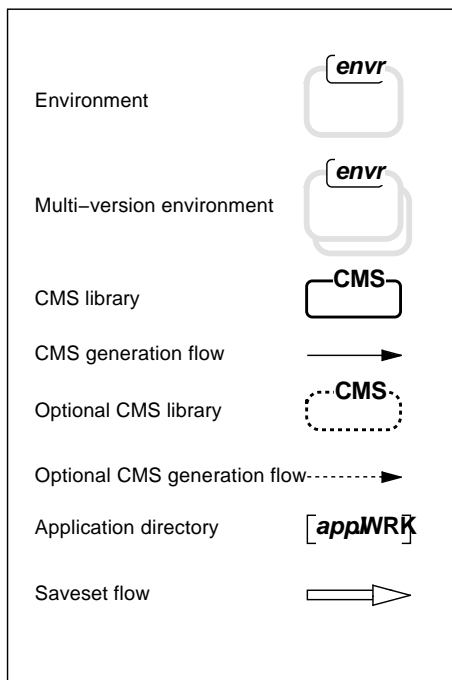 envr
Environment
envr
Multi−version environment
CMS
CMS library
CMS generation flow
CMS
Optional CMS library
Optional CMS generation flow
Application directory [appl.WRK]
Saveset flow